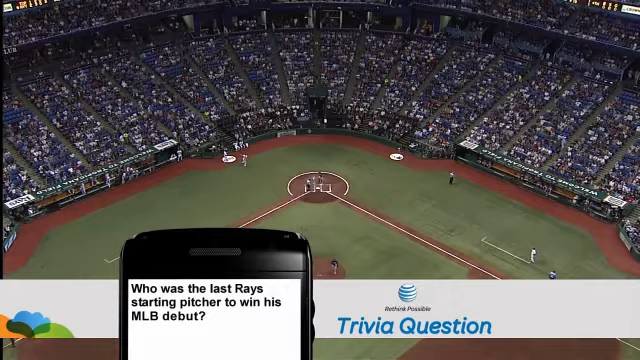 Who was the last Rays
starting pitcher to win his
MLB debut?
Rethink Possible
Trivia Question